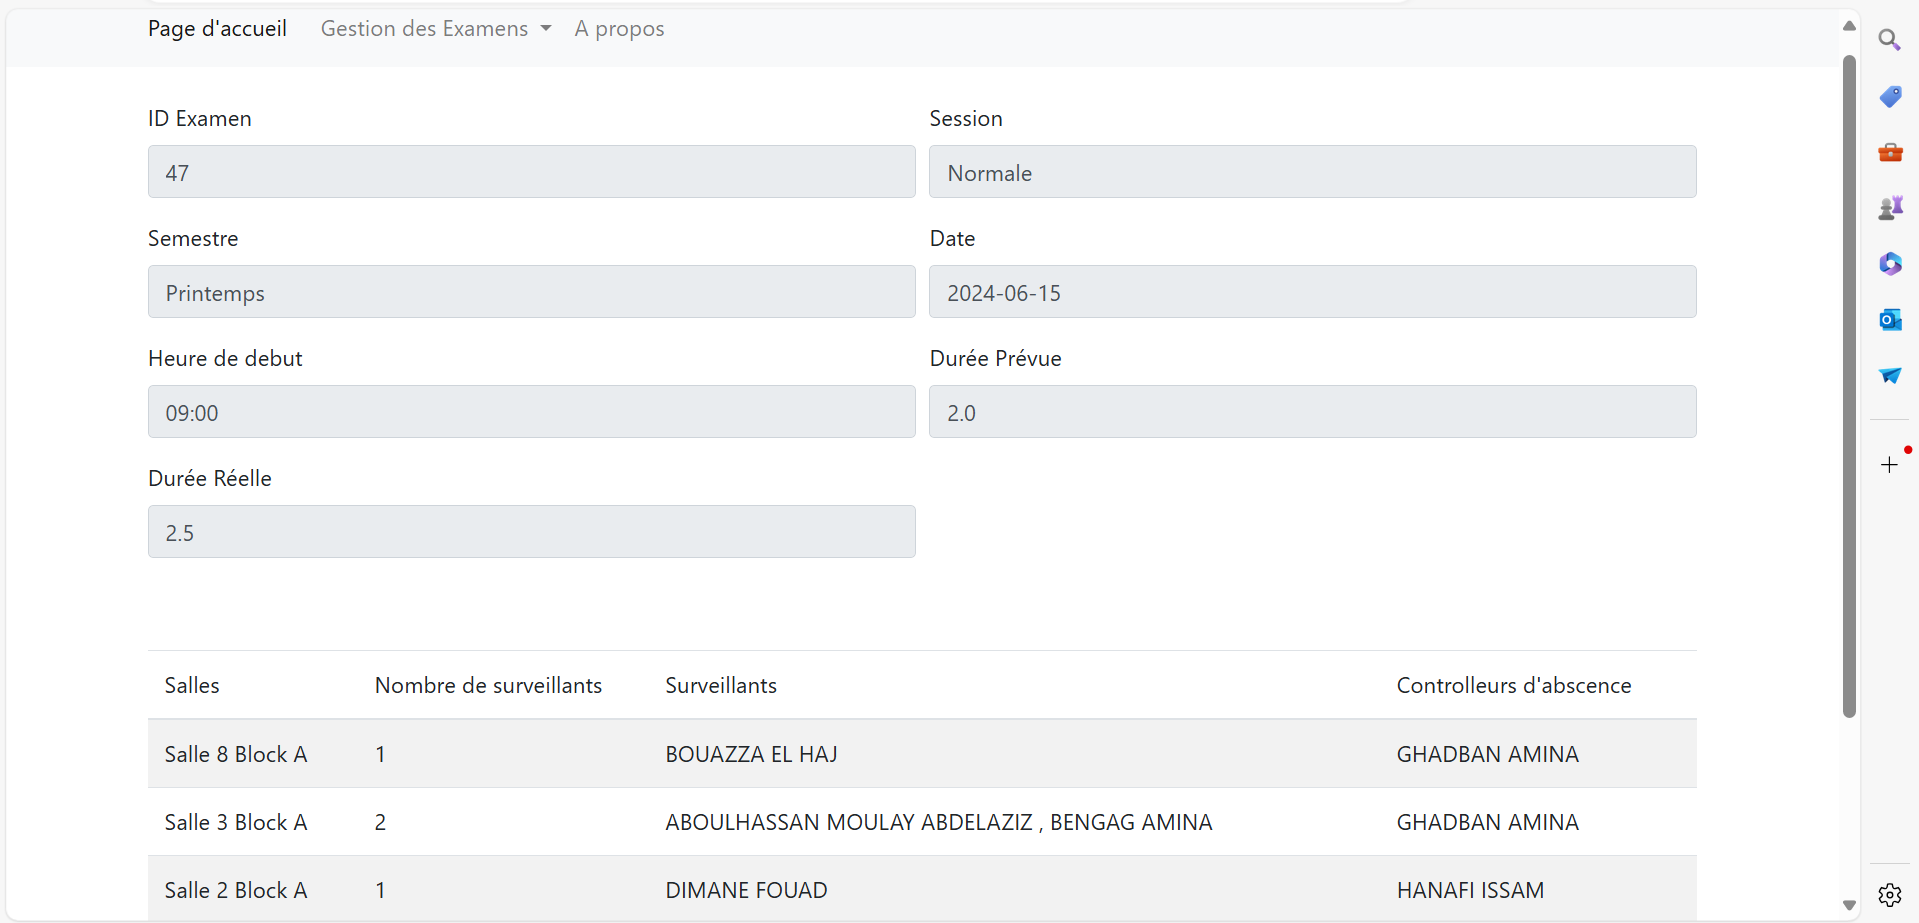 Page d'accueil Gestion des Examens A propos
ID Examen Session
47 Normale
Semestre Date
Printemps 2024-06-15
Heure de debut Durée Prévue
09:00 2.0
Durée Réelle
2.5
Salles Nombre de surveillants Surveillants Controlleurs d'abscence
Salle 8 Block A 1 BOUAZZA EL HAJ GHADBAN AMINA
Salle 3 Block A 2 ABOULHASSAN MOULAY ABDELAZIZ , BENGAG AMINA GHADBAN AMINA
Salle 2 Block A 1 DIMANE FOUAD HANAFI ISSAM